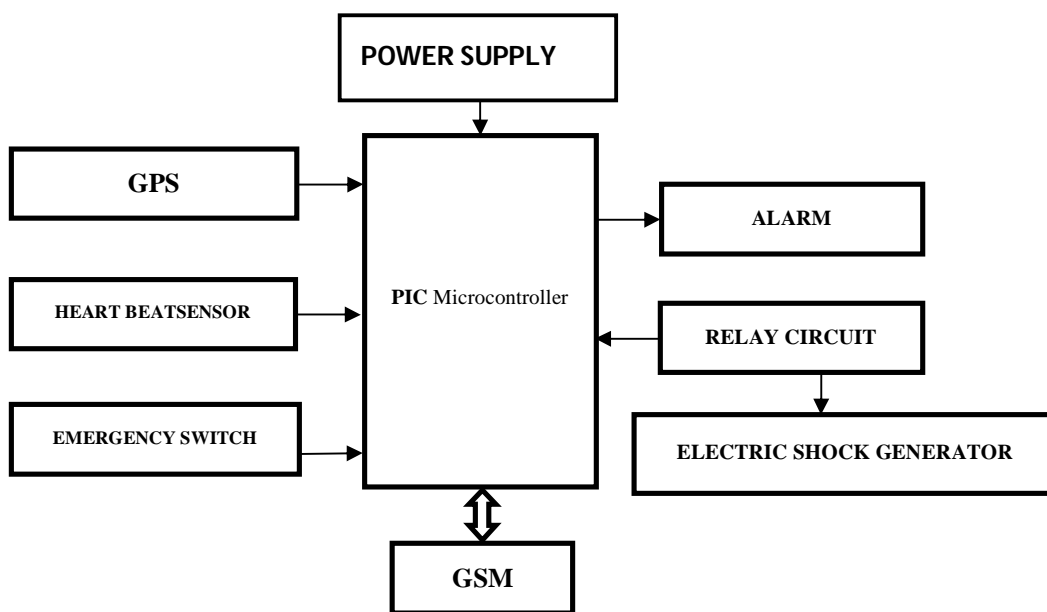 POWER SUPPLY
GPS
HEART BEATSENSOR
EMERGENCY SWITCH
PIC Microcontroller
ALARM
RELAY CIRCUIT
ELECTRIC SHOCK GENERATOR
GSM